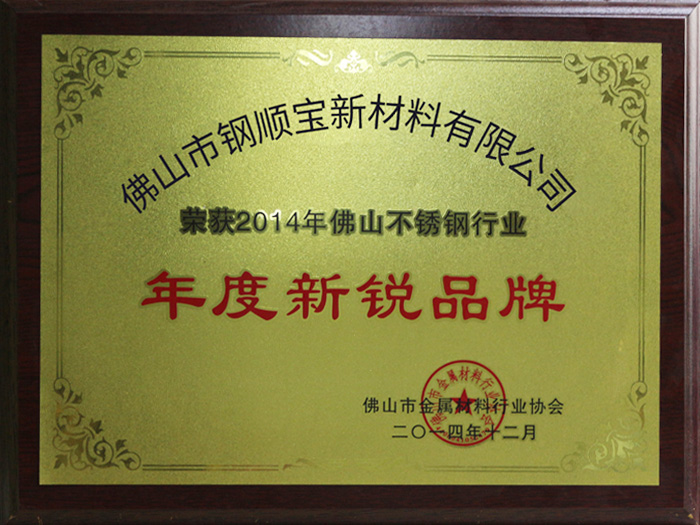 佛山市钢顺宝新材料有限公司
荣获2014年佛山不锈钢行业
年度新锐品牌
佛山市金属材料行业协会
二〇一四年十二月